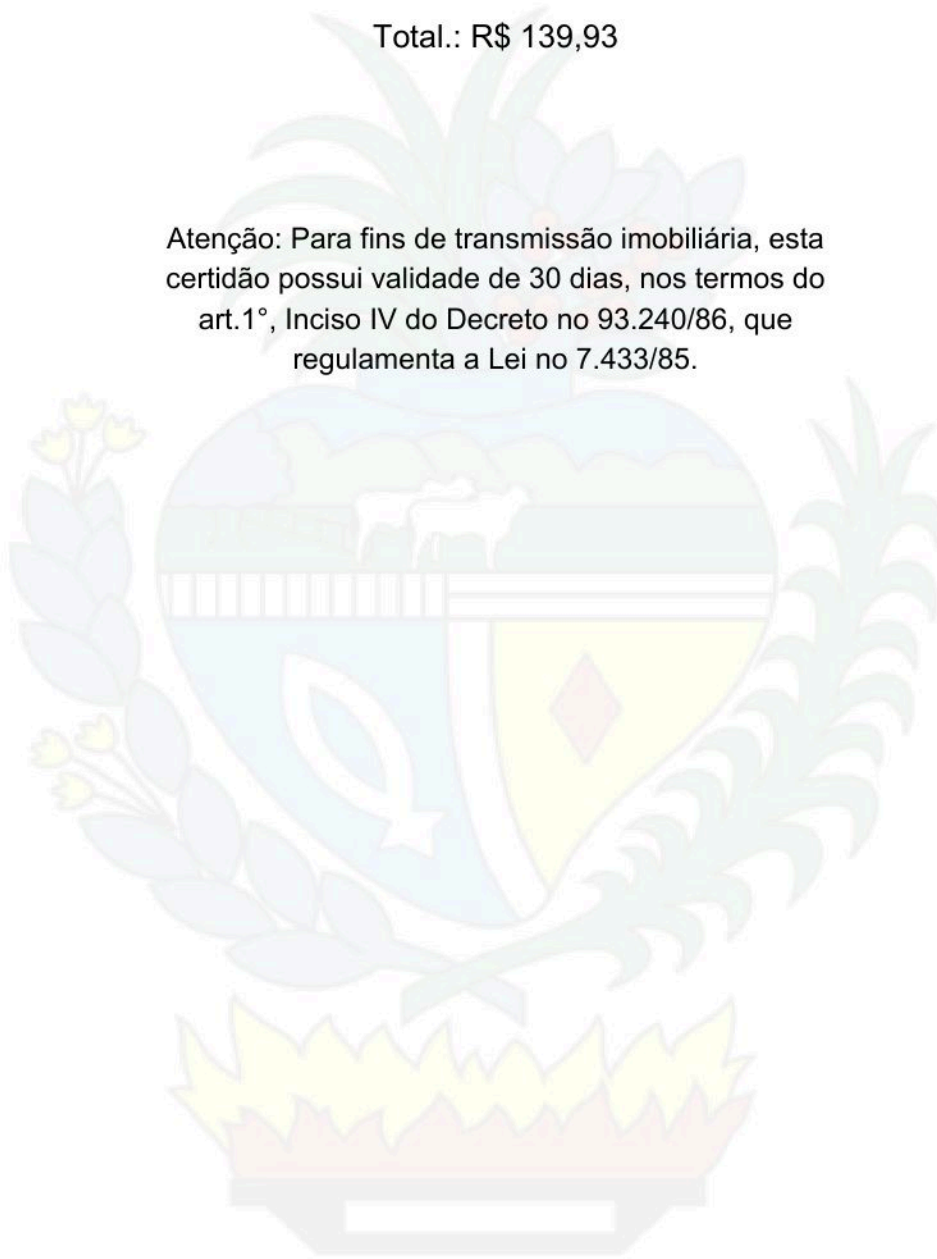 Total.: R$ 139,93
Atenção: Para fins de transmissão imobiliária, esta
certidão possui validade de 30 dias, nos termos do
art.1°, Inciso IV do Decreto no 93.240/86, que
regulamenta a Lei no 7.433/85.